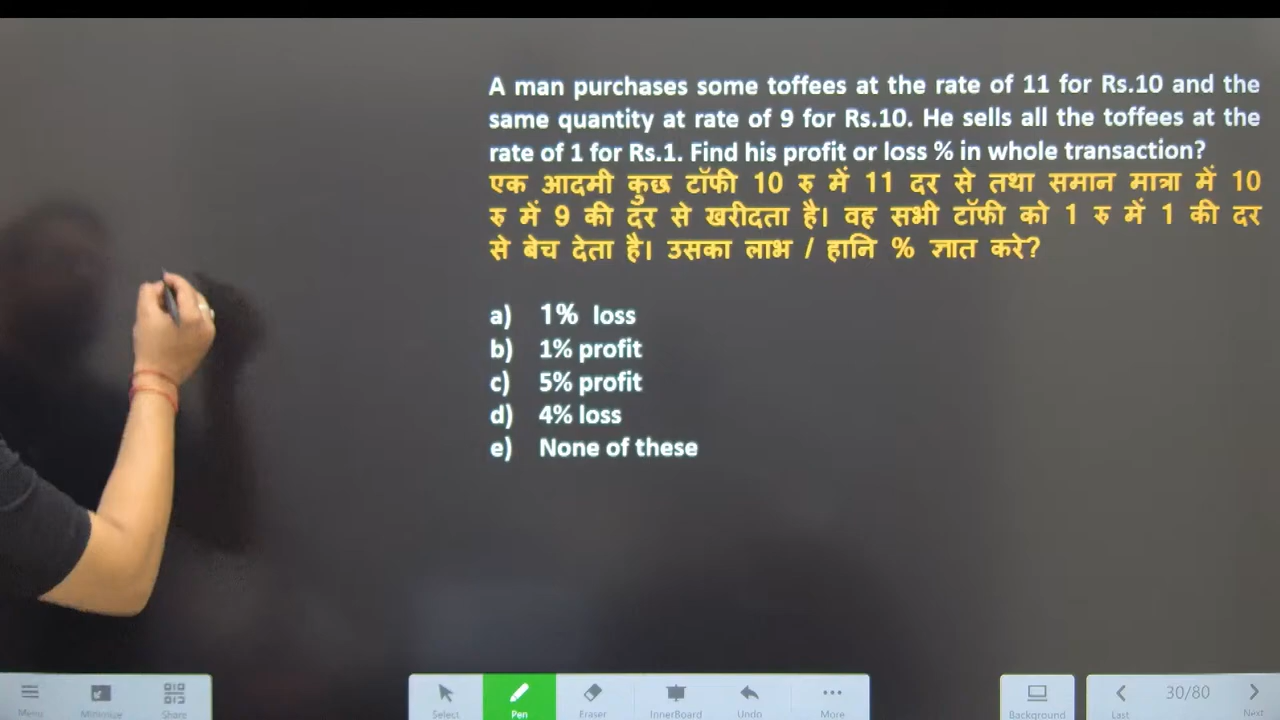 A man purchases some toffees at the rate of 11 for Rs.10 and the
same quantity at rate of 9 for Rs.10. He sells all the toffees at the
rate of 1 for Rs.1. Find his profit or loss % in whole transaction?
एक आदमी कुछ टॉफी 10 रु में 11 दर से तथा समान मात्रा में 10
रु में 9 की दर से खरीदता है। वह सभी टॉफी को 1 रु में 1 की दर
से बेच देता है। उसका लाभ / हानि % ज्ञात करे?
a) 1% loss
b) 1% profit
c) 5% profit
d) 4% loss
e) None of these
Menu Minimize Share Select Pen Eraser InnerBoard Undo More Background Last 30/80 Next